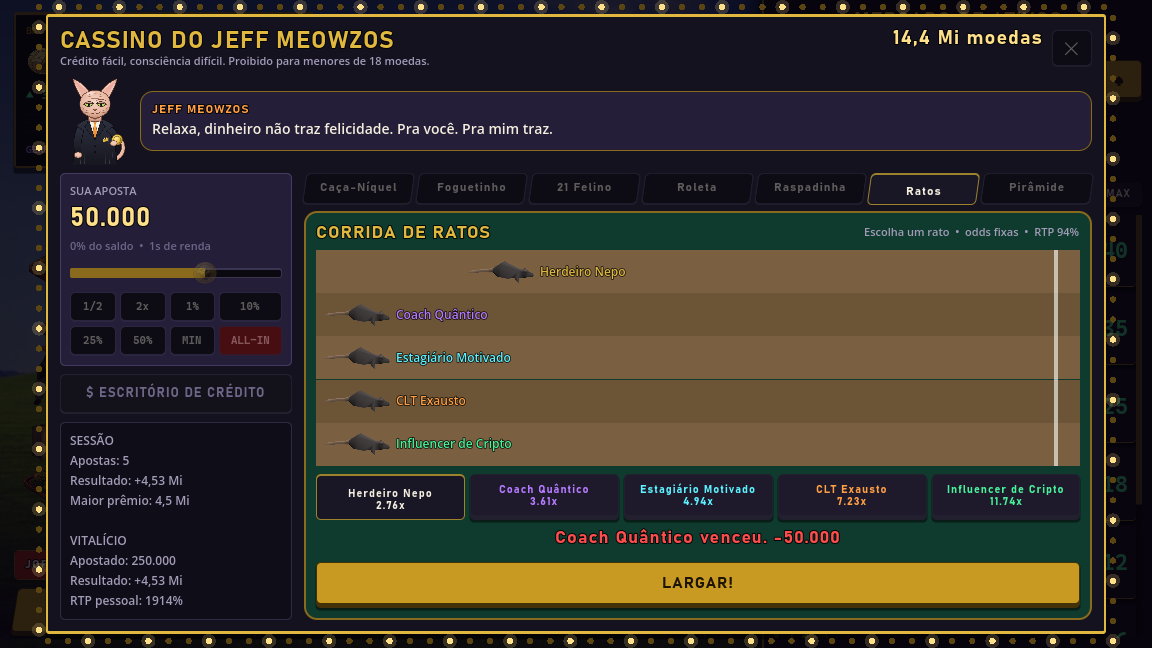 CASSINO DO JEFF MEOWZOS
14,4 Mi moedas
Crédito fácil, consciência difícil. Proibido para menores de 18 moedas.
JEFF MEOWZOS
Relaxa, dinheiro não traz felicidade. Pra você. Pra mim traz.
SUA APOSTA
50.000
0% do saldo • 1s de renda
1/2 2x 1% 10%
25% 50% MIN ALL-IN
$ ESCRITÓRIO DE CRÉDITO
SESSÃO
Apostas: 5
Resultado: +4,53 Mi
Maior prêmio: 4,5 Mi
VITALÍCIO
Apostado: 250.000
Resultado: +4,53 Mi
RTP pessoal: 1914%
Caça-Níquel Foguetinho 21 Felino Roleta Raspadinha Ratos Pirâmide
CORRIDA DE RATOS
Escolha um rato • odds fixas • RTP 94%
Herdeiro Nepo
Coach Quântico
Estagiário Motivado
CLT Exausto
Influencer de Cripto
Herdeiro Nepo Coach Quântico Estagiário Motivado CLT Exausto Influencer de Cripto
2.76x 3.61x 4.94x 7.23x 11.74x
Coach Quântico venceu. -50.000
LARGAR!